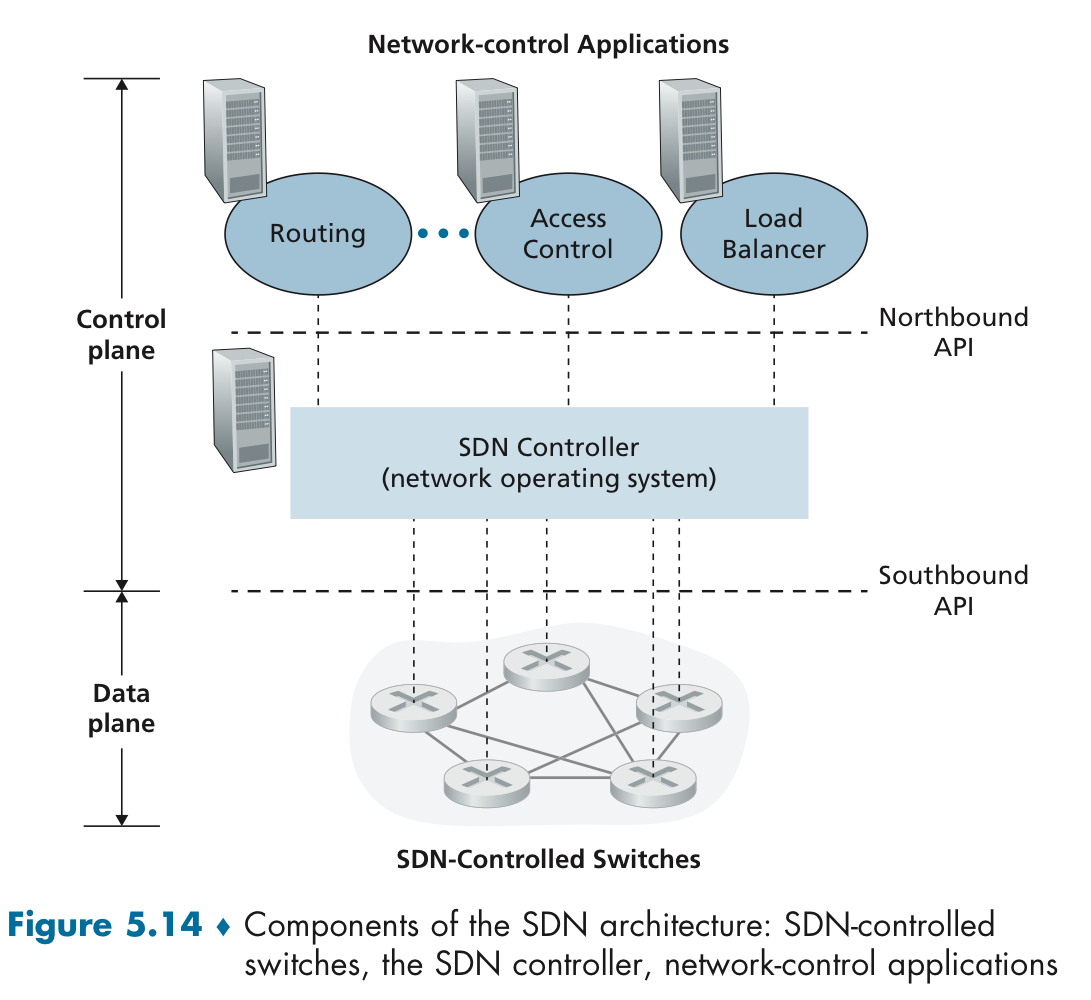 Network-control Applications
Routing
Access
Control
Load
Balancer
Control
plane
Northbound
API
SDN Controller
(network operating system)
Southbound
API
Data
plane
SDN-Controlled Switches
Figure 5.14 ♦ Components of the SDN architecture: SDN-controlled
switches, the SDN controller, network-control applications